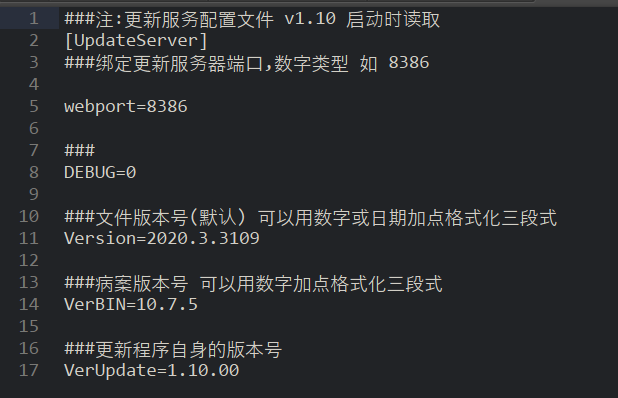 1 ###注:更新服务配置文件 v1.10 启动时读取
2 [UpdateServer]
3 ###绑定更新服务器端口,数字类型 如 8386
4
5 webport=8386
6
7 ###
8 DEBUG=0
9
10 ###文件版本号(默认) 可以用数字或日期加点格式化三段式
11 Version=2020.3.3109
12
13 ###病案版本号 可以用数字加点格式化三段式
14 VerBIN=10.7.5
15
16 ###更新程序自身的版本号
17 VerUpdate=1.10.00